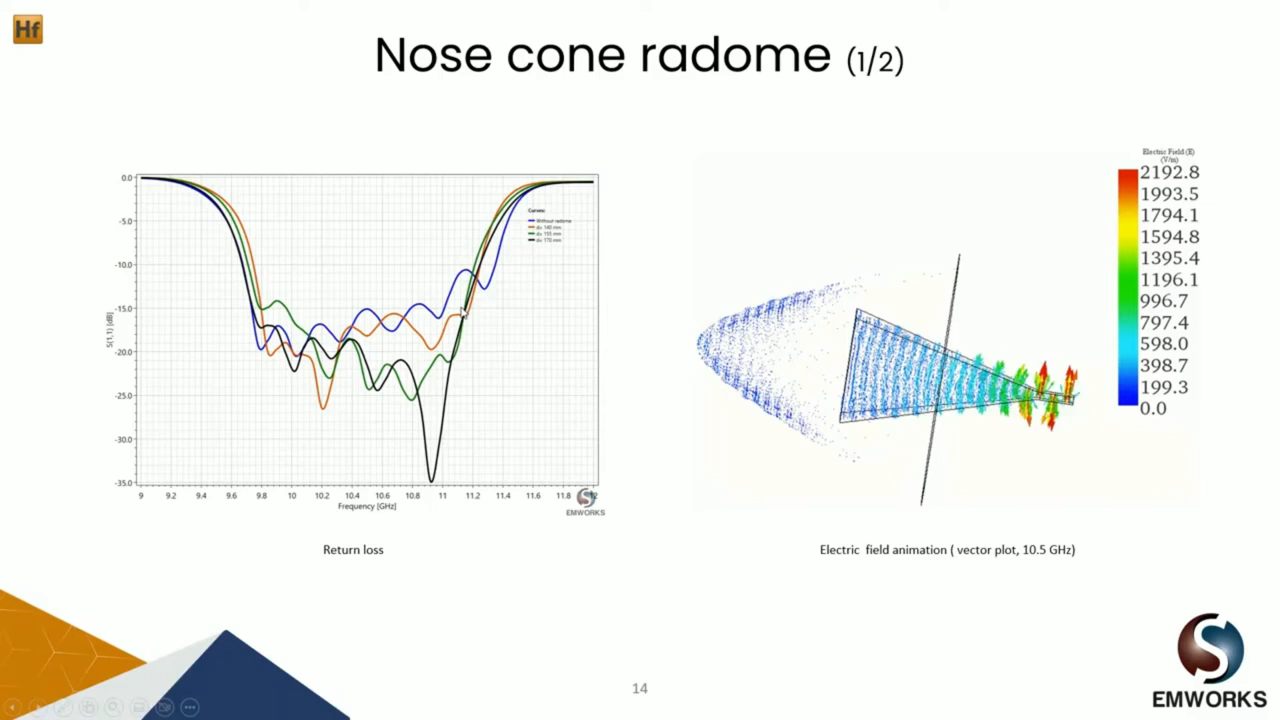 Hf
Nose cone radome (1/2)
0.0
-5.0
-10.0
-15.0
-20.0
-25.0
-30.0
-35.0
S(1,1) [dB]
Curves:
Without radome
d= 140 mm
d= 155 mm
d= 170 mm
9 9.2 9.4 9.6 9.8 10 10.2 10.4 10.6 10.8 11 11.2 11.4 11.6 11.8 12
Frequency [GHz]
EMWORKS
Return loss
Electric Field (E)
(V/m)
2192.8
1993.5
1794.1
1594.8
1395.4
1196.1
996.7
797.4
598.0
398.7
199.3
0.0
Electric field animation ( vector plot, 10.5 GHz)
14
EMWORKS